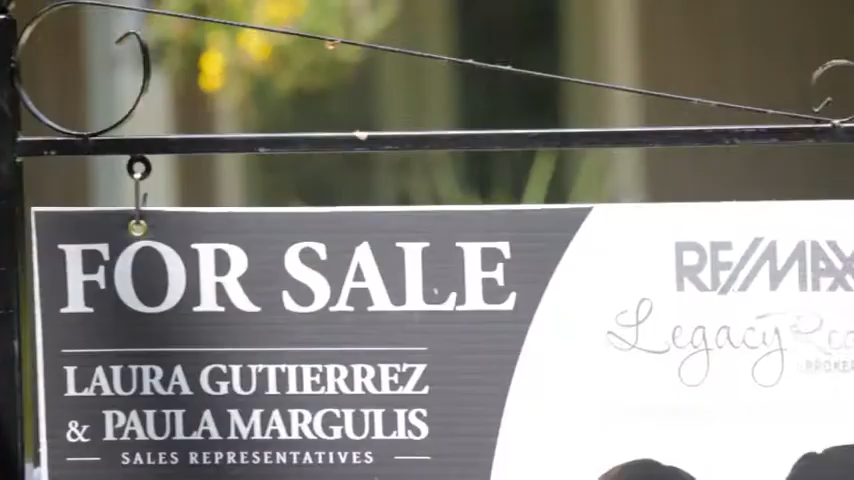 FOR SALE
LAURA GUTIERREZ
& PAULA MARGULIS
SALES REPRESENTATIVES
RE/MAX
Legacy